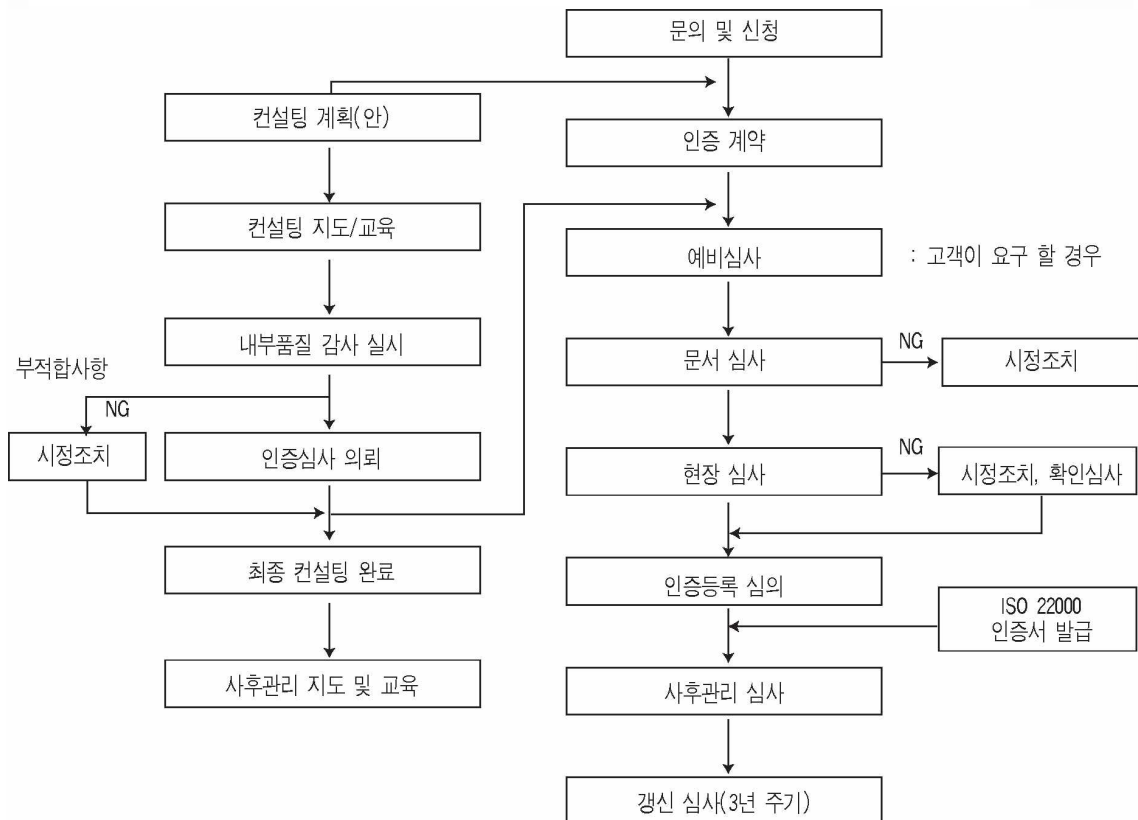 문의 및 신청
컨설팅 계획(안)
인증 계약
컨설팅 지도/교육
예비심사
: 고객이 요구 할 경우
내부품질 감사 실시
문서 심사
NG
시정조치
부적합사항
NG
시정조치
인증심사 의뢰
현장 심사
NG
시정조치, 확인심사
최종 컨설팅 완료
인증등록 심의
ISO 22000
인증서 발급
사후관리 지도 및 교육
사후관리 심사
갱신 심사(3년 주기)